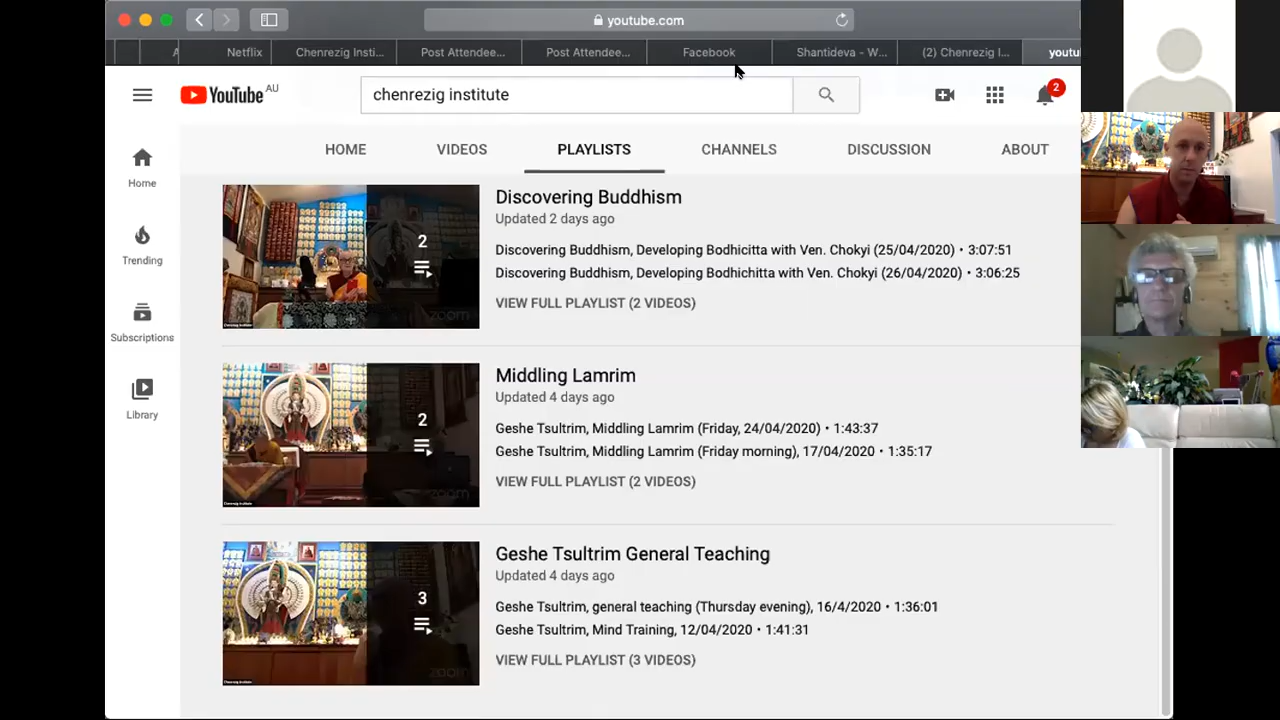 youtube.com
A
Netflix
Chenrezig Insti...
Post Attendee...
Post Attendee...
Facebook
Shantideva - W...
(2) Chenrezig I...
youtu
YouTube AU
chenrezig institute
2
HOME
VIDEOS
PLAYLISTS
CHANNELS
DISCUSSION
ABOUT
Home
Trending
Subscriptions
Library
2
zoom
Discovering Buddhism
Updated 2 days ago
Discovering Buddhism, Developing Bodhicitta with Ven. Chokyi (25/04/2020) • 3:07:51
Discovering Buddhism, Developing Bodhichitta with Ven. Chokyi (26/04/2020) • 3:06:25
VIEW FULL PLAYLIST (2 VIDEOS)
2
zoom
Middling Lamrim
Updated 4 days ago
Geshe Tsultrim, Middling Lamrim (Friday, 24/04/2020) • 1:43:37
Geshe Tsultrim, Middling Lamrim (Friday morning), 17/04/2020 • 1:35:17
VIEW FULL PLAYLIST (2 VIDEOS)
3
zoom
Geshe Tsultrim General Teaching
Updated 4 days ago
Geshe Tsultrim, general teaching (Thursday evening), 16/4/2020 • 1:36:01
Geshe Tsultrim, Mind Training, 12/04/2020 • 1:41:31
VIEW FULL PLAYLIST (3 VIDEOS)